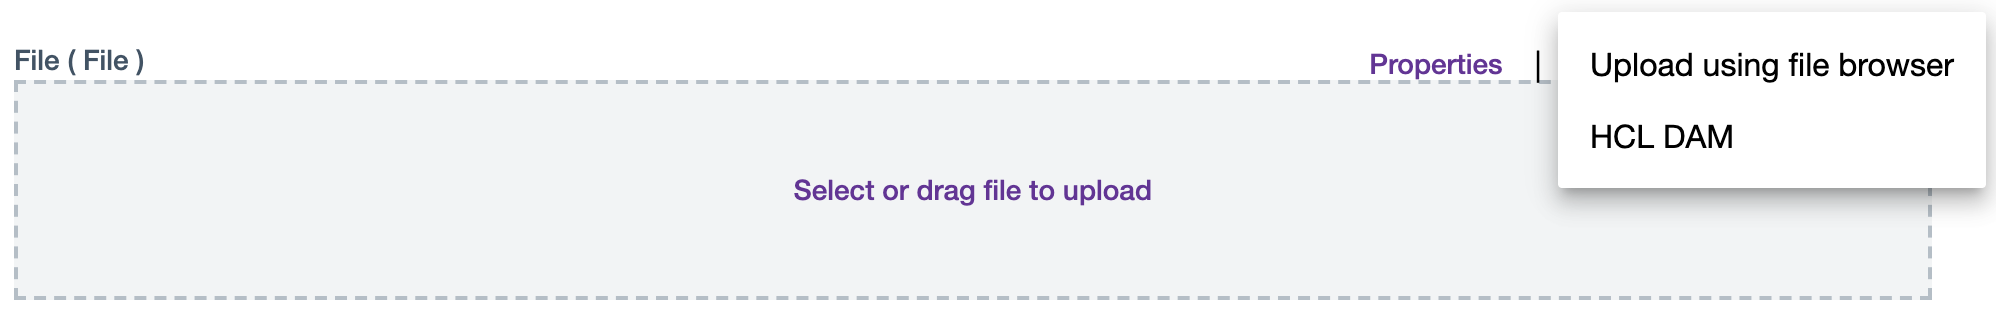 File ( File )
Properties |
Upload using file browser
HCL DAM
Select or drag file to upload